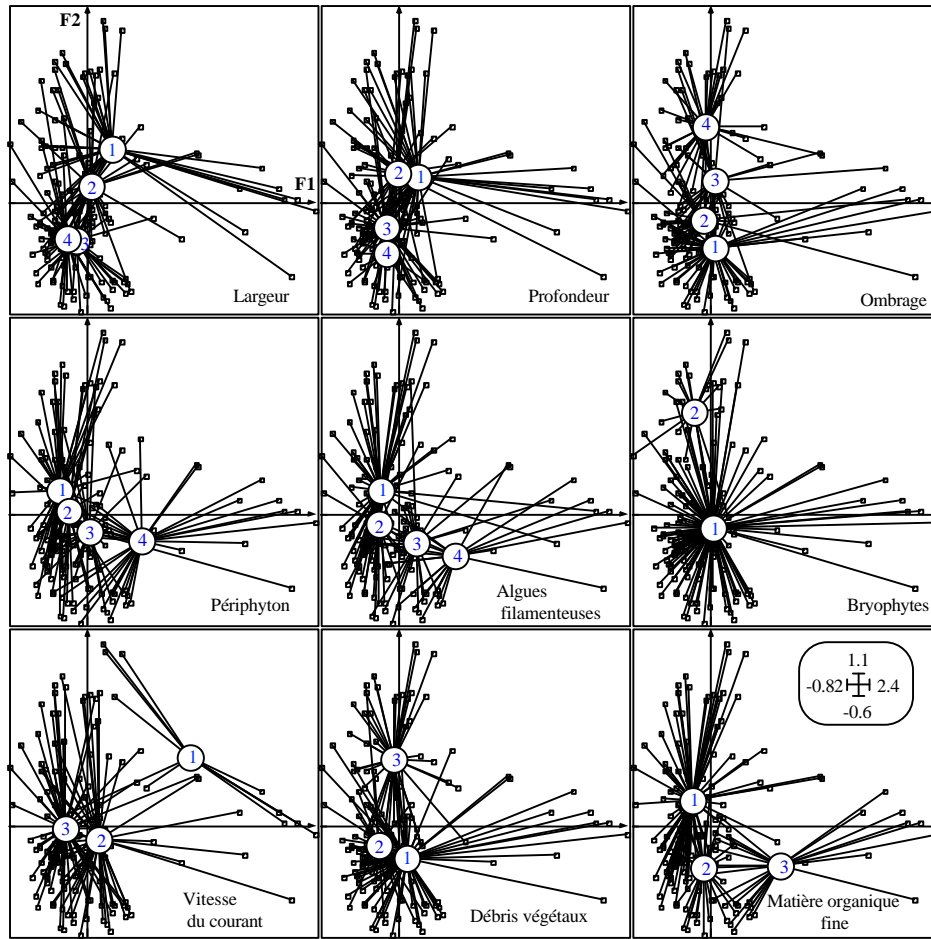 F2
1
2
4 3
F1
Largeur
2 1
3
4
Profondeur
4
3
2
1
Ombrage
1
2
3
4
Périphyton
1
2
3
4
Algues
filamenteuses
2
1
Bryophytes
1
3
2
Vitesse
du courant
3
2
1
Débris végétaux
1.1
-0.82 2.4
-0.6
1
2 3
Matière organique
fine